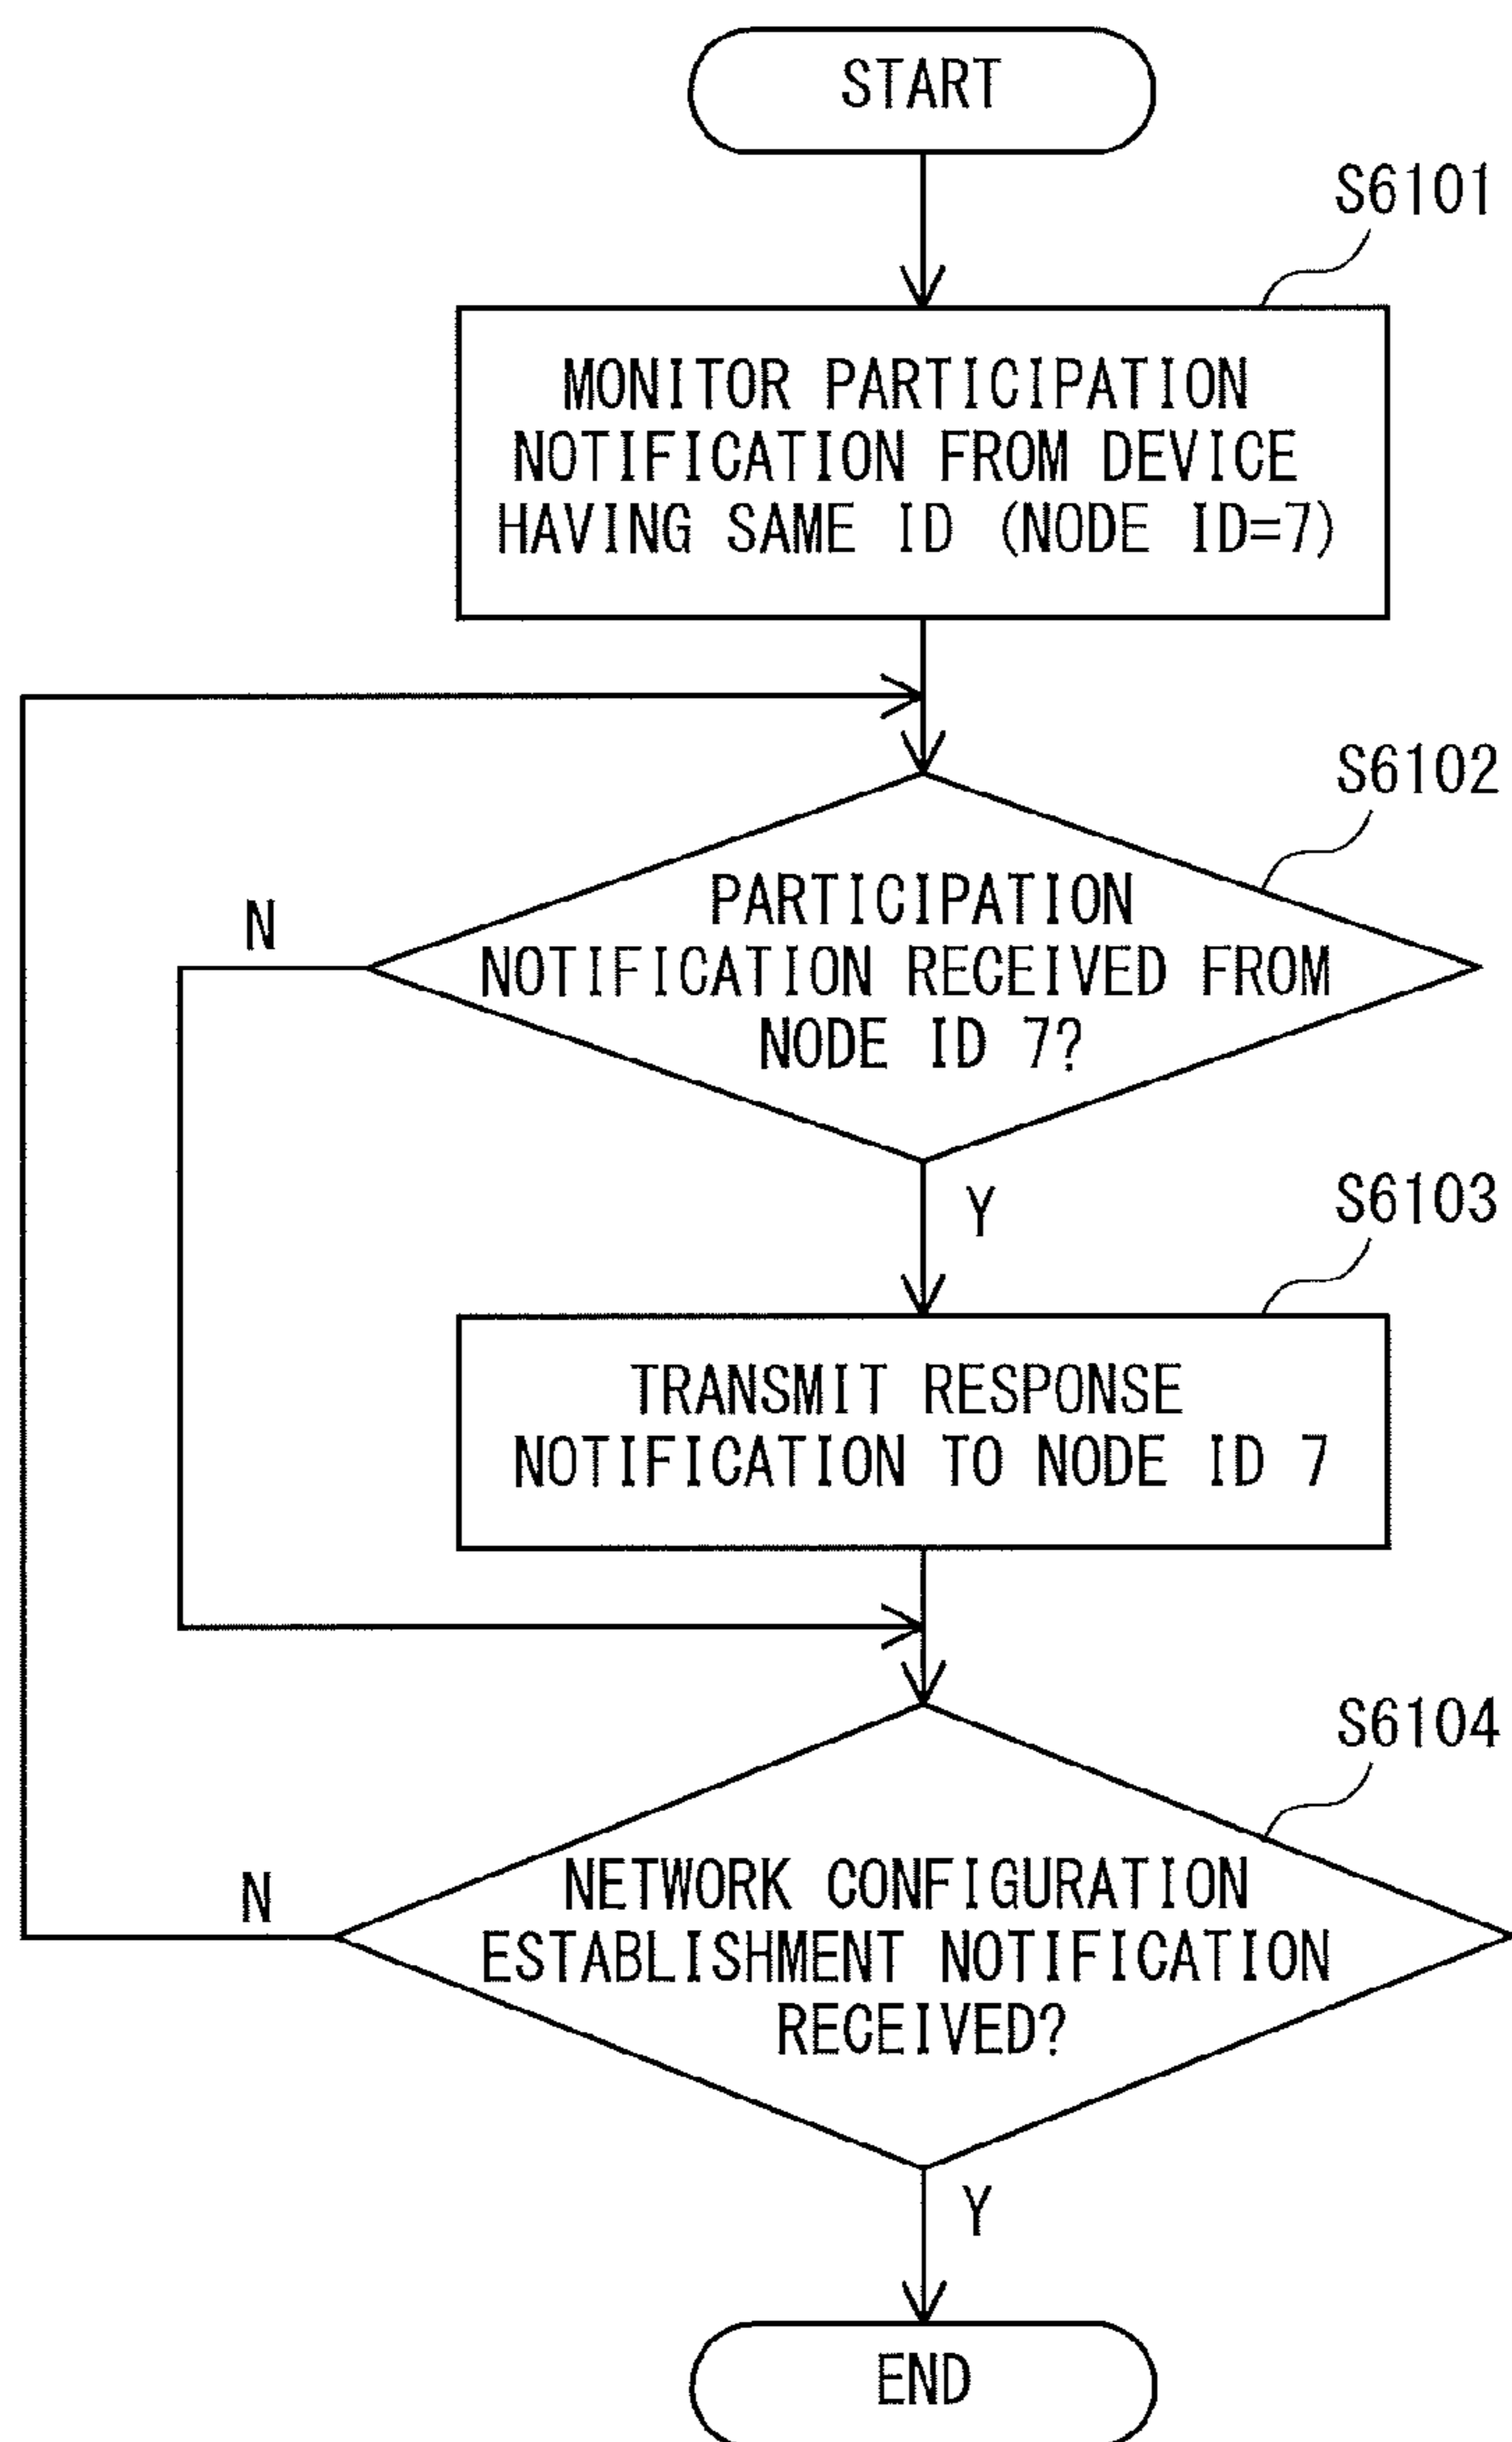 START
S6101
MONITOR PARTICIPATION
NOTIFICATION FROM DEVICE
HAVING SAME ID (NODE ID=7)
S6102
PARTICIPATION
NOTIFICATION RECEIVED FROM
NODE ID 7?
N
Y
S6103
TRANSMIT RESPONSE
NOTIFICATION TO NODE ID 7
S6104
NETWORK CONFIGURATION
ESTABLISHMENT NOTIFICATION
RECEIVED?
N
Y
END